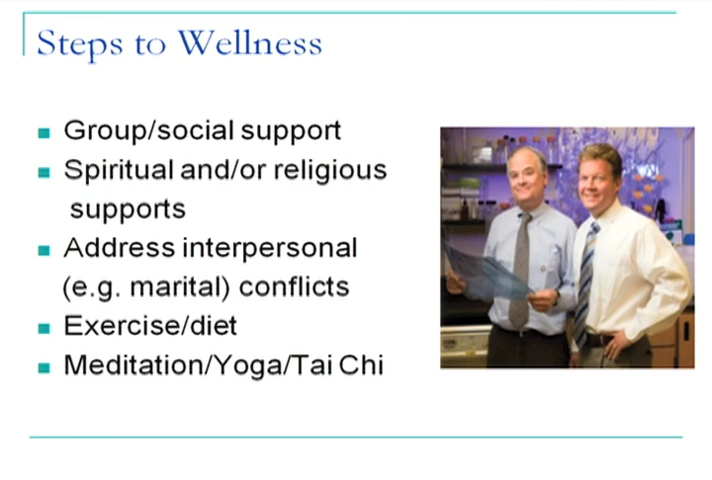 Steps to Wellness
Group/social support
Spiritual and/or religious
supports
Address interpersonal
(e.g. marital) conflicts
Exercise/diet
Meditation/Yoga/Tai Chi